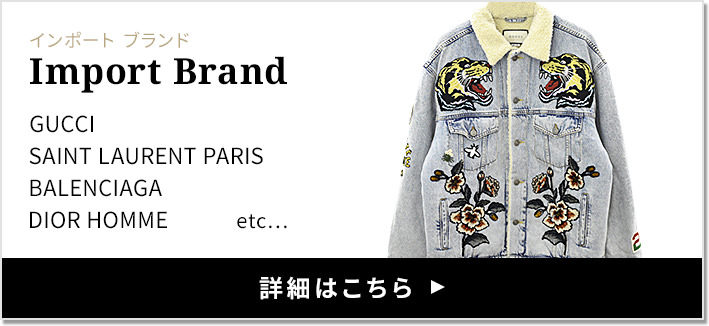 インポート ブランド
Import Brand
GUCCI
SAINT LAURENT PARIS
BALENCIAGA
DIOR HOMME etc...
詳細はこちら ▶